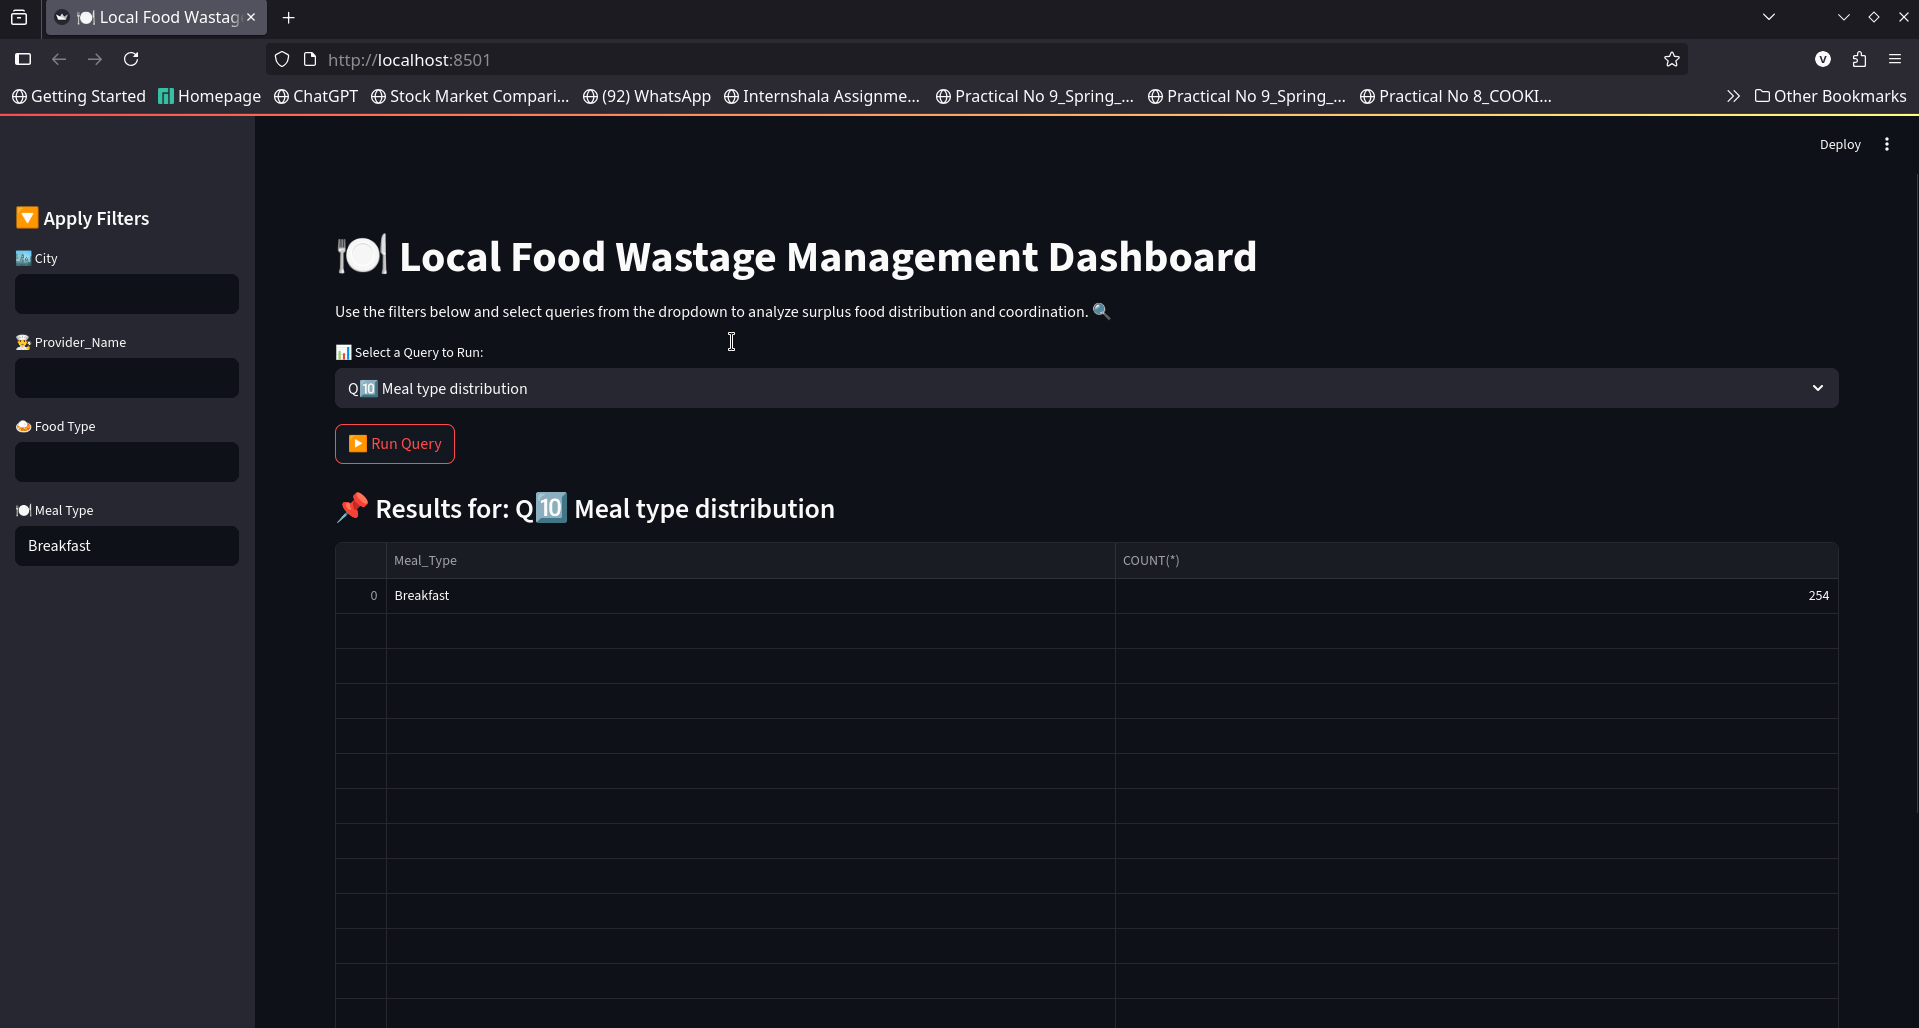 🍽️ Local Food Wastag
http://localhost:8501
V
Getting Started
Homepage
ChatGPT
Stock Market Compari...
(92) WhatsApp
Internshala Assignme...
Practical No 9_Spring_...
Practical No 9_Spring_...
Practical No 8_COOKI...
Other Bookmarks
Deploy
🔽 Apply Filters
🏙️ City
👨‍🍳 Provider_Name
🍛 Food Type
🍽️ Meal Type
Breakfast
🍽️ Local Food Wastage Management Dashboard
Use the filters below and select queries from the dropdown to analyze surplus food distribution and coordination. 🔍
📊 Select a Query to Run:
Q🔟 Meal type distribution
▶️ Run Query
📌 Results for: Q🔟 Meal type distribution
Meal_Type COUNT(*)
0 Breakfast 254